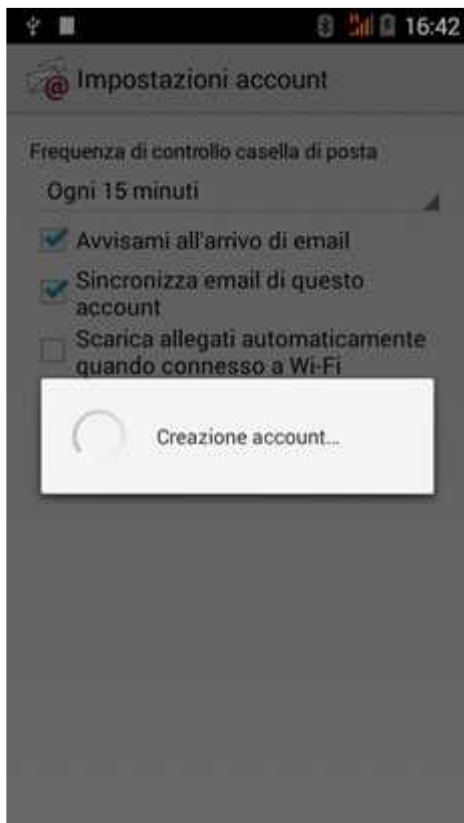 16:42
Impostazioni account
Frequenza di controllo casella di posta
Ogni 15 minuti
Avvisami all'arrivo di email
Sincronizza email di questo
account
Scarica allegati automaticamente
quando connesso a Wi-Fi
Creazione account...